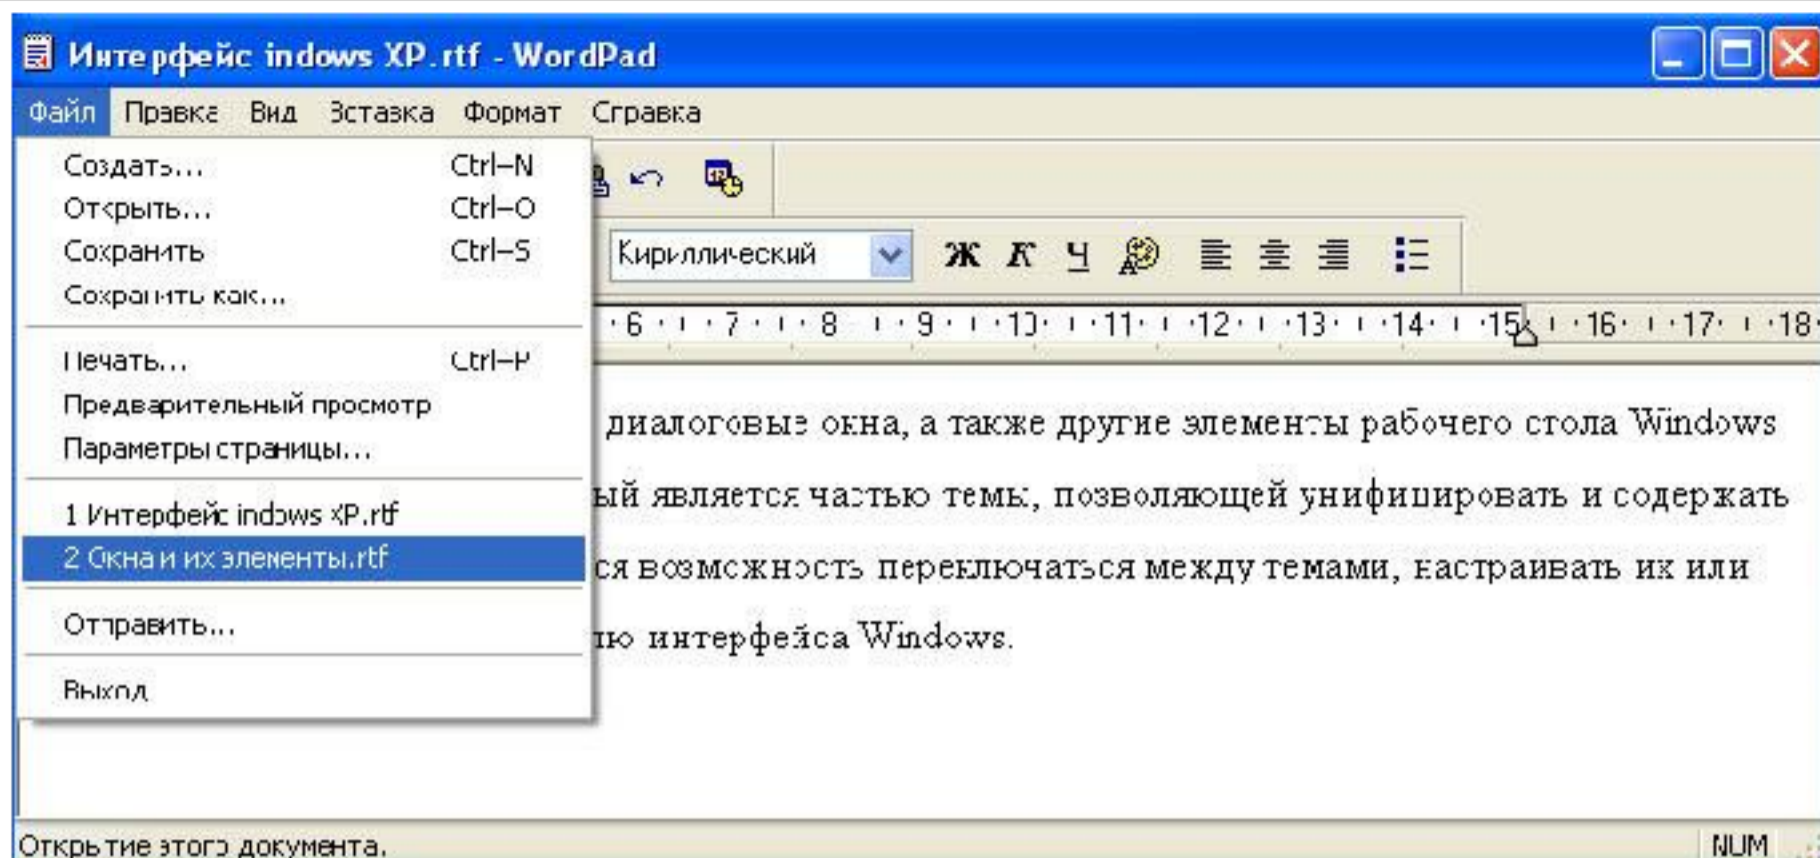 Интерфейс indows XP.rtf - WordPad
Файл Правка Вид Вставка Формат Справка
Создать... Ctrl+N
Открыть... Ctrl+O
Сохранить Ctrl+S
Сохранить как...
Печать... Ctrl+P
Предварительный просмотр
Параметры страницы...
1 Интерфейс indows XP.rtf
2 Окна и их элементы.rtf
Отправить...
Выход
12
Кириллический Ж К Ч
6 7 8 9 10 11 12 13 14 15 16 17 18
диалоговые окна, а также другие элементы рабочего стола Windows
ый является частью темы, позволяющей унифицировать и содержать
ся возможность переключаться между темами, настраивать их или
лю интерфейса Windows.
Открытие этого документа. NUM